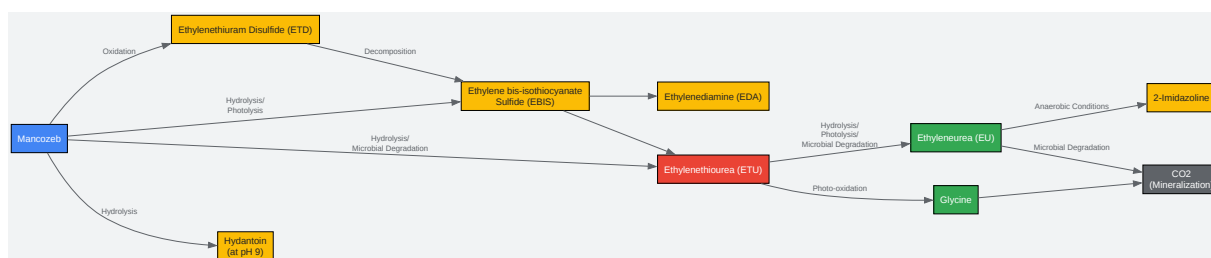 Ethylenethiuram Disulfide (ETD)
Oxidation
Decomposition
Ethylene bis-isothiocyanate
Sulfide (EBIS)
Ethylenediamine (EDA)
2-Imidazoline
Hydrolysis/
Photolysis
Anaerobic Conditions
Mancozeb
Hydrolysis/
Photolysis/
Microbial Degradation
Ethyleneurea (EU)
Hydrolysis/
Microbial Degradation
Microbial Degradation
Ethylenethiourea (ETU)
CO2
(Mineralization
Photo-oxidation
Glycine
Hydrolysis
Hydantoin
(at pH 9)